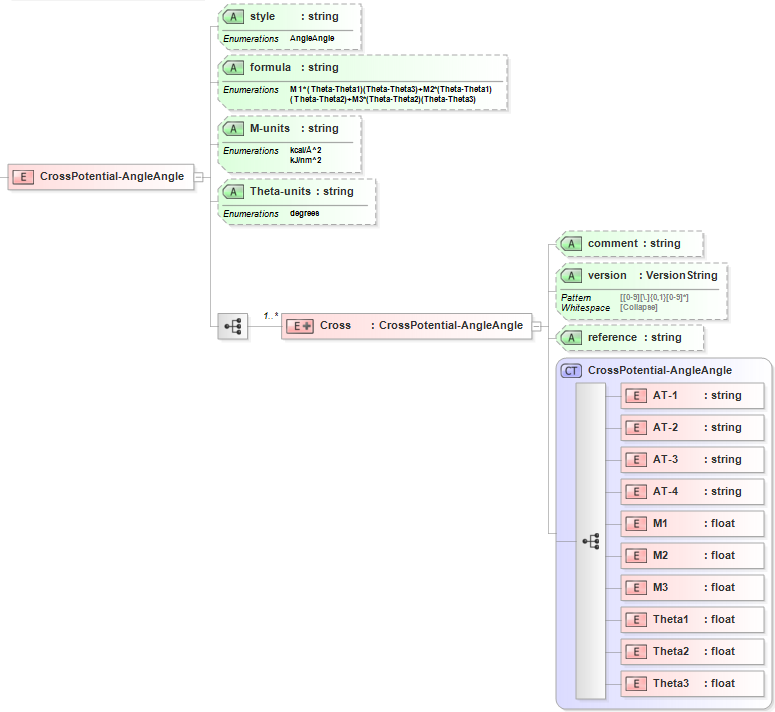 A style : string
Enumerations AngleAngle
A formula : string
Enumerations M1*(Theta-Theta1)(Theta-Theta3)+M2*(Theta-Theta1)
(Theta-Theta2)+M3*(Theta-Theta2)(Theta-Theta3)
A M-units : string
Enumerations kcal/A^2
kJ/nm^2
E CrossPotential-AngleAngle
A Theta-units : string
Enumerations degrees
1..*
E Cross : CrossPotential-AngleAngle
A comment : string
A version : VersionString
Pattern [[0-9][\.]{0,1}[0-9]*]
Whitespace [Collapse]
A reference : string
CT CrossPotential-AngleAngle
E AT-1 : string
E AT-2 : string
E AT-3 : string
E AT-4 : string
E M1 : float
E M2 : float
E M3 : float
E Theta1 : float
E Theta2 : float
E Theta3 : float